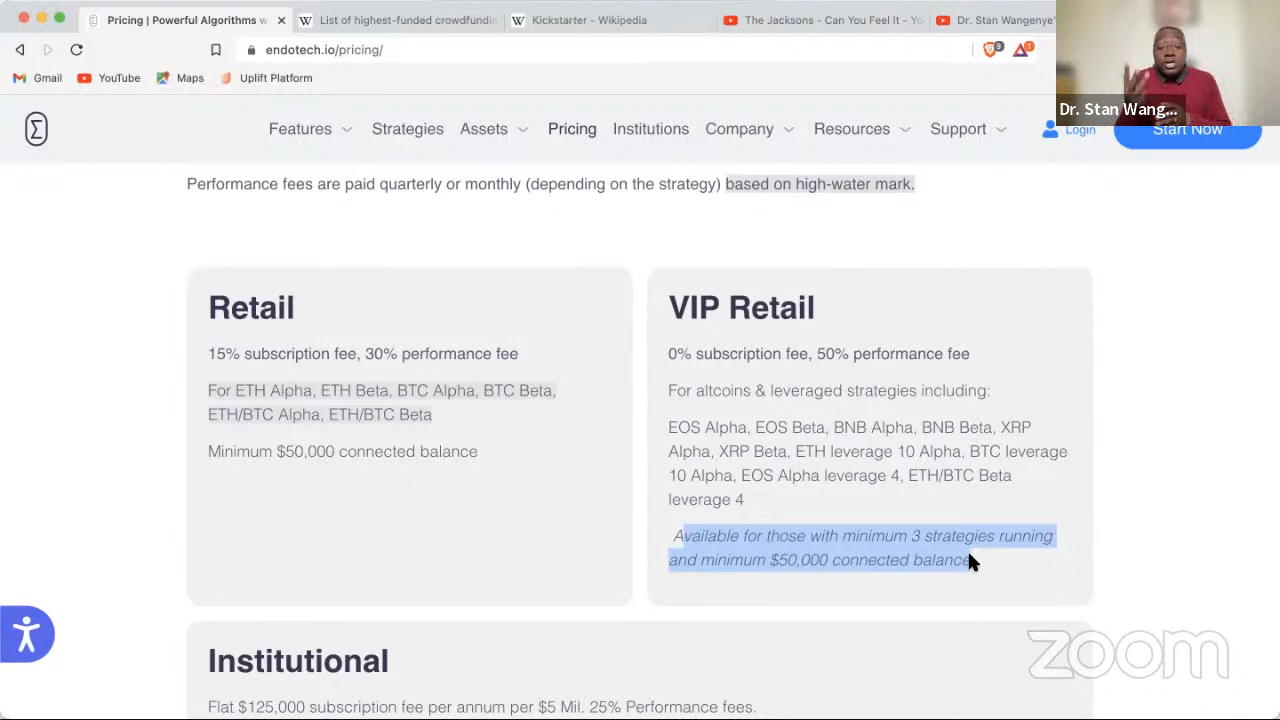 Pricing | Powerful Algorithms w
List of highest-funded crowdfundin
Kickstarter - Wikipedia
The Jacksons - Can You Feel It - Yo
Dr. Stan Wangenye'
endotech.io/pricing/
9
1
Gmail
YouTube
Maps
Uplift Platform
Dr. Stan Wang...
Features
Strategies
Assets
Pricing
Institutions
Company
Resources
Support
Login
Start Now
Performance fees are paid quarterly or monthly (depending on the strategy) based on high-water mark.
Retail
15% subscription fee, 30% performance fee
For ETH Alpha, ETH Beta, BTC Alpha, BTC Beta,
ETH/BTC Alpha, ETH/BTC Beta
Minimum $50,000 connected balance
VIP Retail
0% subscription fee, 50% performance fee
For altcoins & leveraged strategies including:
EOS Alpha, EOS Beta, BNB Alpha, BNB Beta, XRP
Alpha, XRP Beta, ETH leverage 10 Alpha, BTC leverage
10 Alpha, EOS Alpha leverage 4, ETH/BTC Beta
leverage 4
Available for those with minimum 3 strategies running
and minimum $50,000 connected balance
Institutional
Flat $125,000 subscription fee per annum per $5 Mil. 25% Performance fees.
zoom